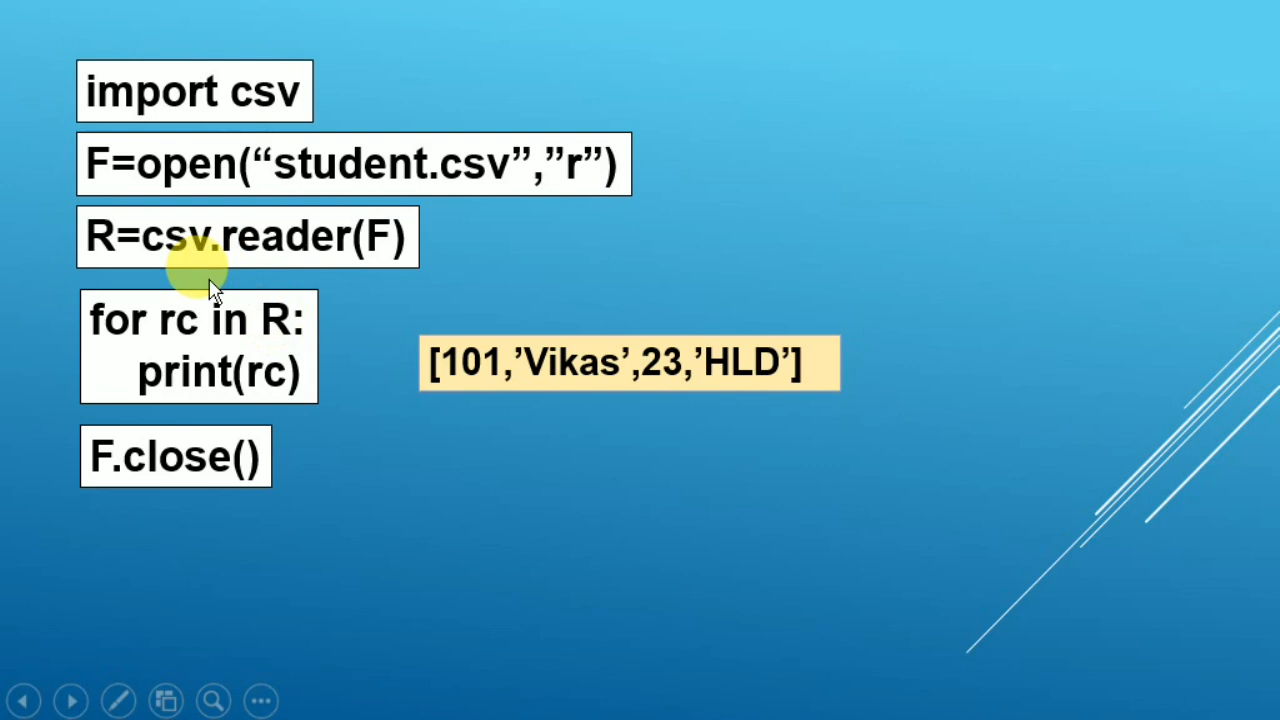 import csv
F=open(“student.csv”,”r”)
R=csv.reader(F)
for rc in R:
print(rc)
[101,’Vikas’,23,’HLD’]
F.close()